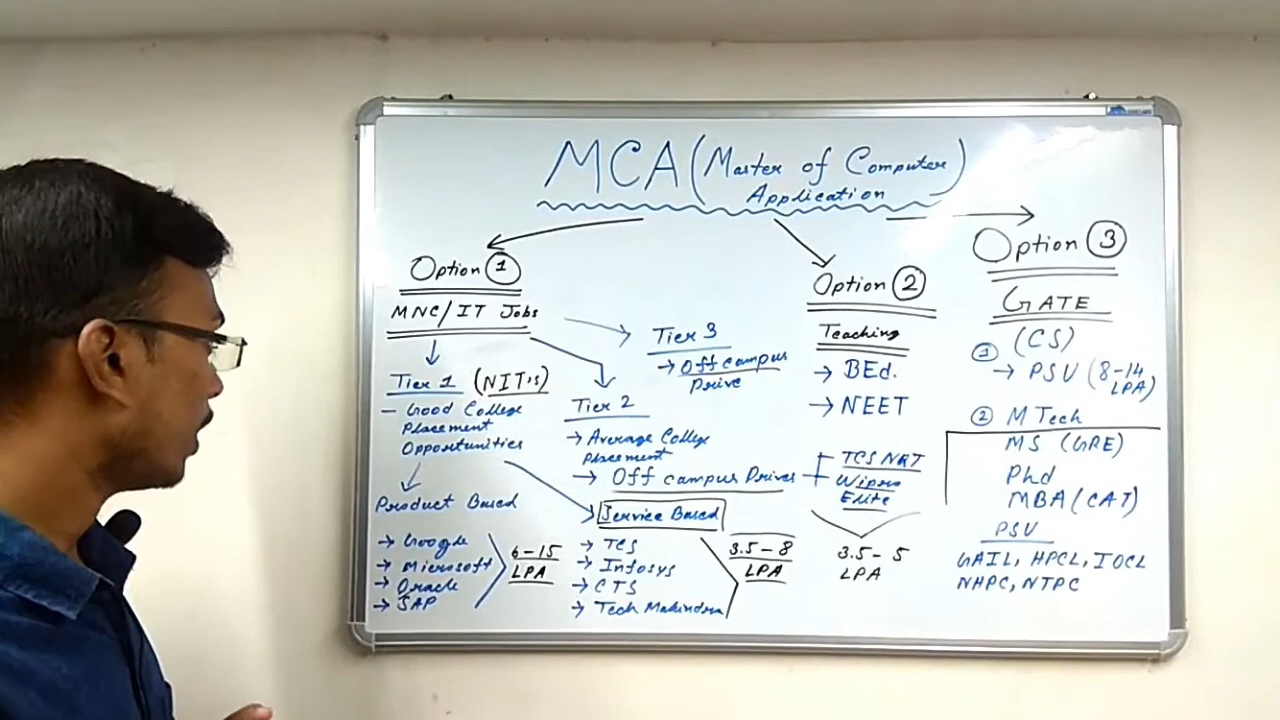 MCA (Master of Computer
Application)
Option 1
MNC/IT Jobs
Tier 1 (NIT's)
- Good College
Placement
Opportunities
Product Based
→ Google
→ Microsoft
→ Oracle
→ SAP
6-15
LPA
Tier 3
→ Off campus
Drive
Tier 2
→ Average College
Placement
→ Off campus Drives
TCS NQT
Wipro
Elite
3.5 - 5
LPA
Service Based
→ TCS
→ Infosys
→ CTS
→ Tech Mahindra
3.5 - 8
LPA
Option 2
Teaching
→ BEd.
→ NEET
Option 3
GATE
(CS)
1 → PSU (8-14
LPA)
2 M Tech
MS (GRE)
Phd
MBA (CAT)
PSU
GAIL, HPCL, IOCL
NHPC, NTPC